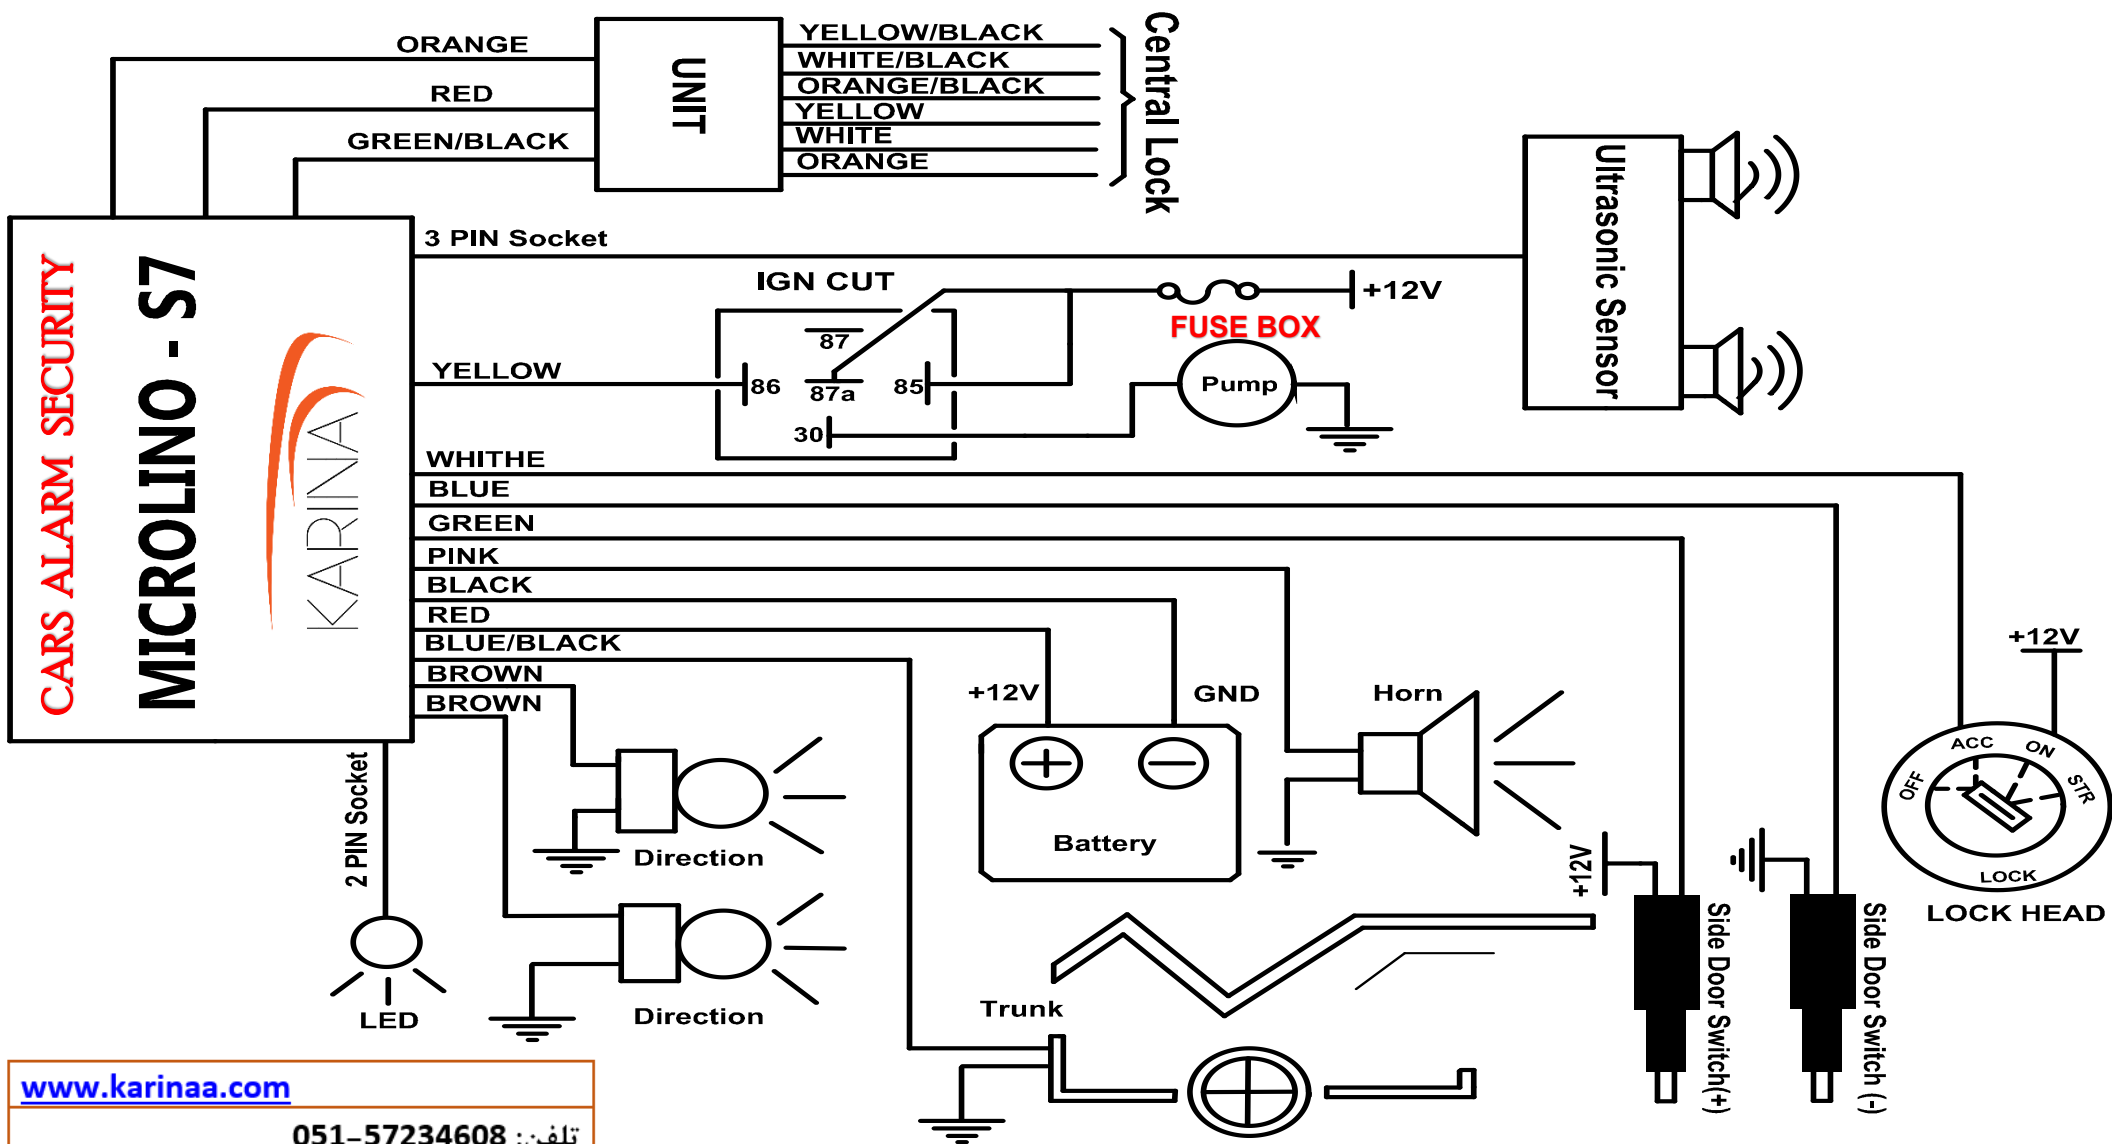 ORANGE
RED
GREEN/BLACK
UNIT
YELLOW/BLACK
WHITE/BLACK
ORANGE/BLACK
YELLOW
WHITE
ORANGE
Central Lock
CARS ALARM SECURITY
MICROLINO - S7
KARINA
3 PIN Socket
Ultrasonic Sensor
IGN CUT
87
86
87a
85
30
+12V
FUSE BOX
Pump
YELLOW
WHITHE
BLUE
GREEN
PINK
BLACK
RED
BLUE/BLACK
BROWN
BROWN
2 PIN Socket
LED
Direction
Direction
+12V
GND
Battery
Horn
Trunk
+12V
Side Door Switch(+)
Side Door Switch (-)
+12V
OFF
ACC
ON
STR
LOCK
LOCK HEAD
www.karinaa.com
تلفن: 57234608–051